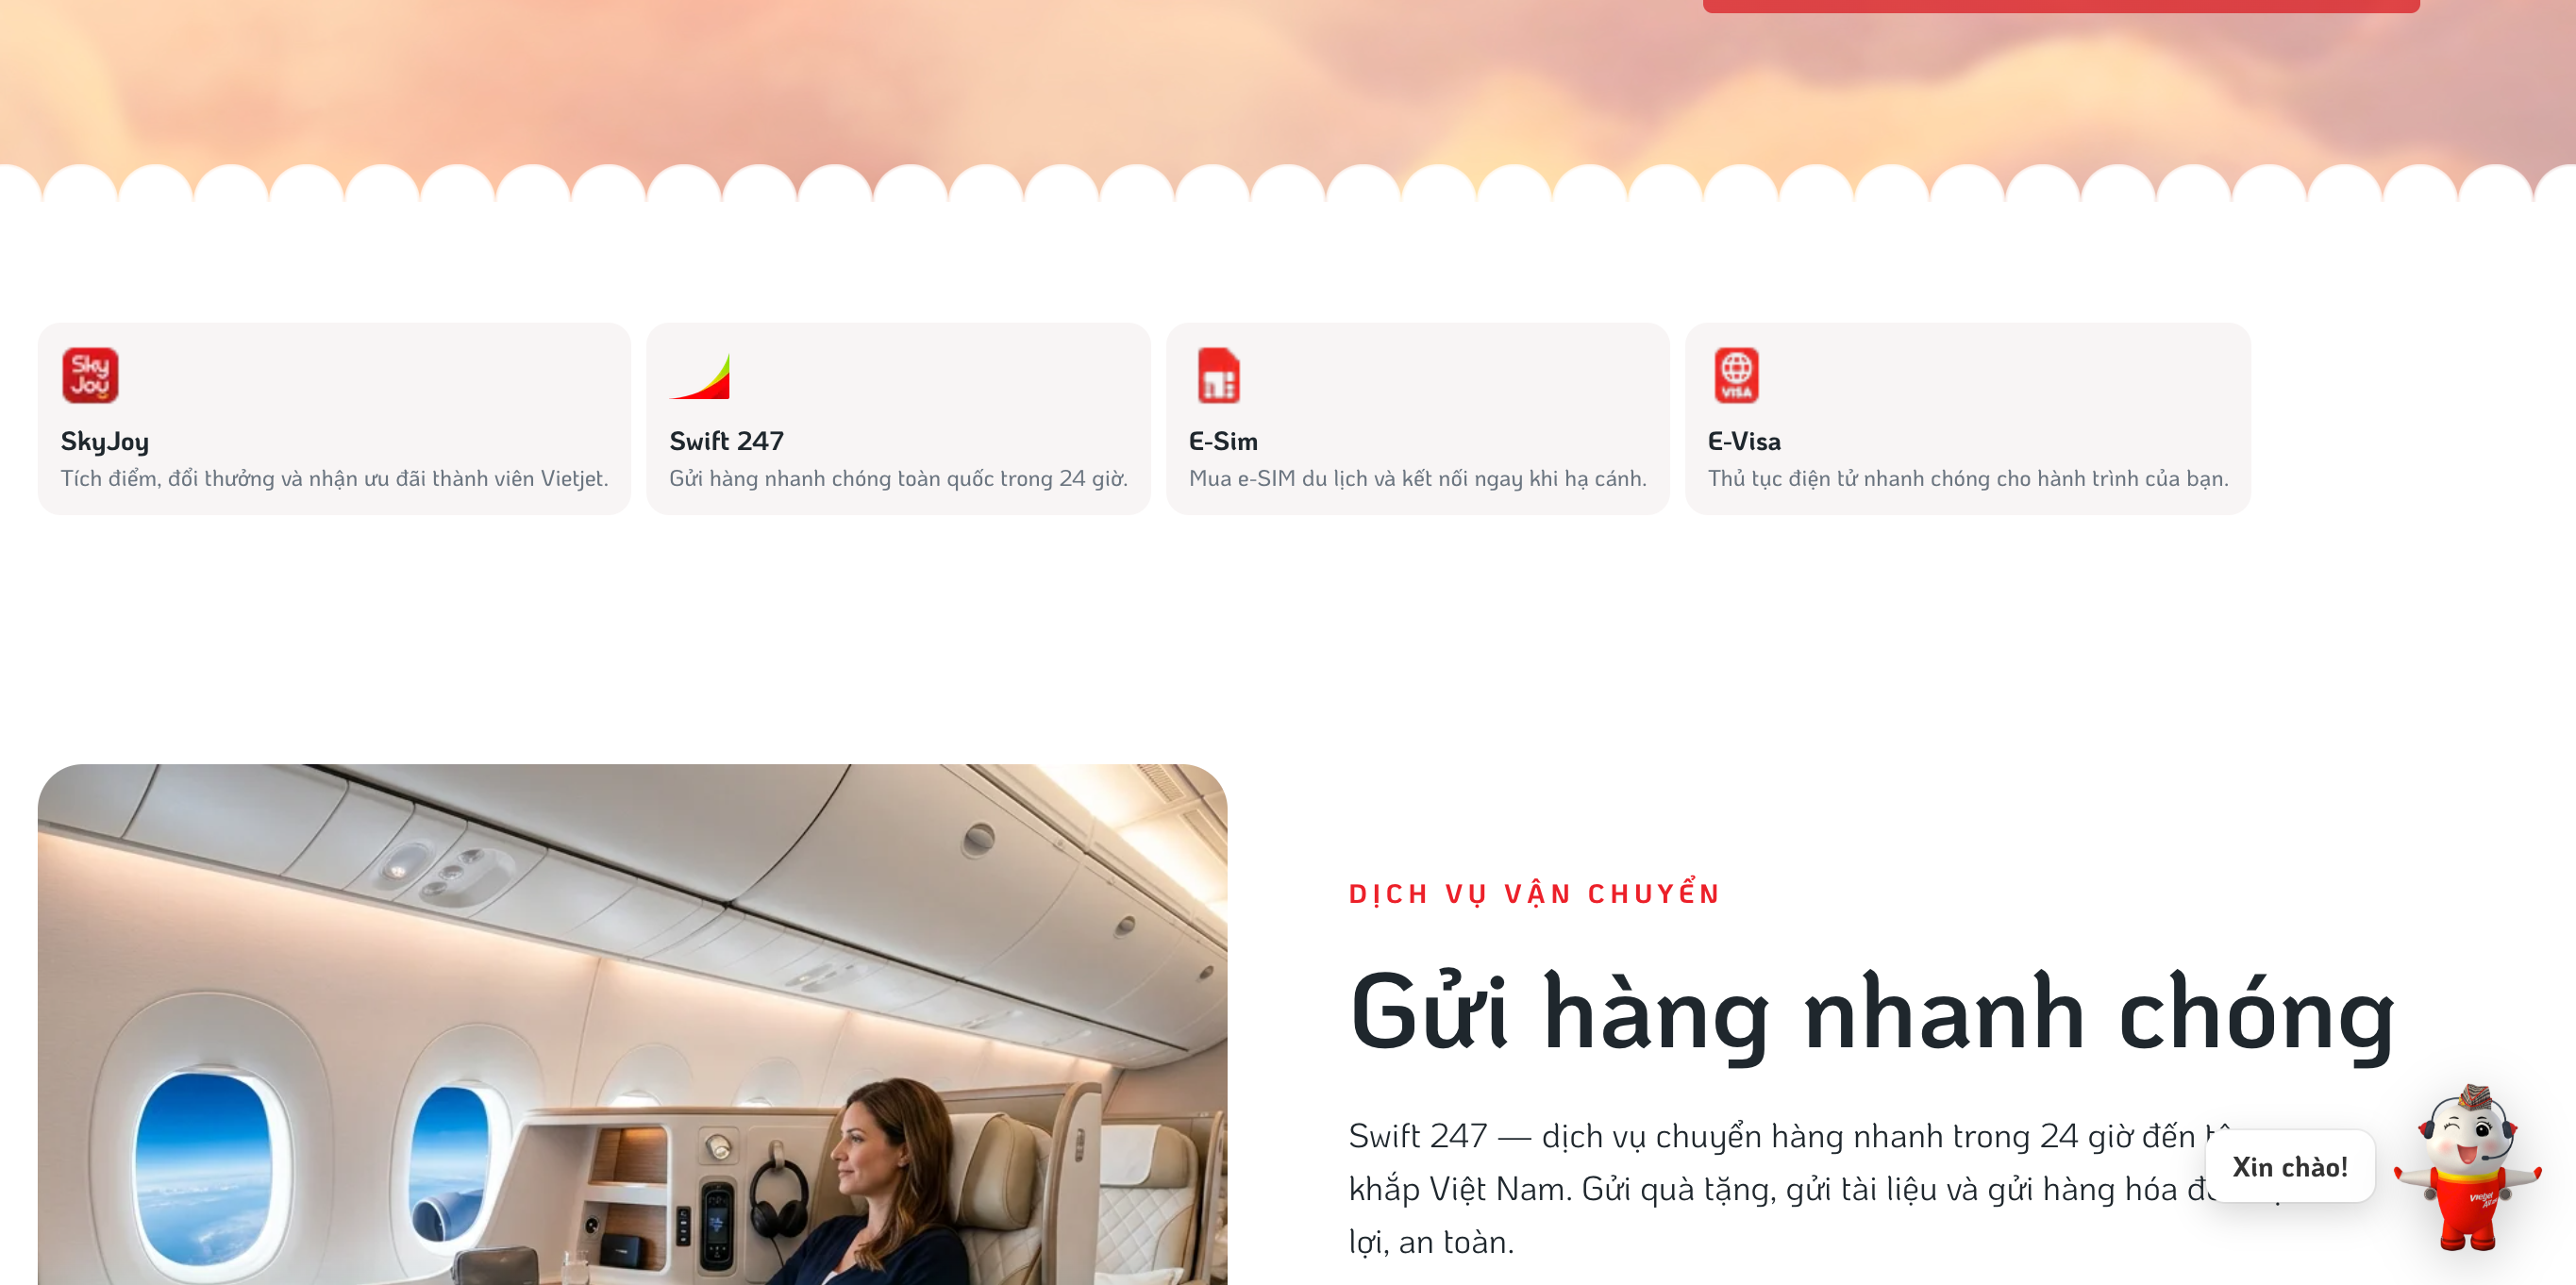 Sky
Joy
VISA
SkyJoy
Tích điểm, đổi thưởng và nhận ưu đãi thành viên Vietjet.
Swift 247
Gửi hàng nhanh chóng toàn quốc trong 24 giờ.
E-Sim
Mua e-SIM du lịch và kết nối ngay khi hạ cánh.
E-Visa
Thủ tục điện tử nhanh chóng cho hành trình của bạn.
DỊCH VỤ VẬN CHUYỂN
Gửi hàng nhanh chóng
Swift 247 — dịch vụ chuyển hàng nhanh trong 24 giờ đến
khắp Việt Nam. Gửi quà tặng, gửi tài liệu và gửi hàng hóa
lợi, an toàn.
Xin chào!
Vietjet